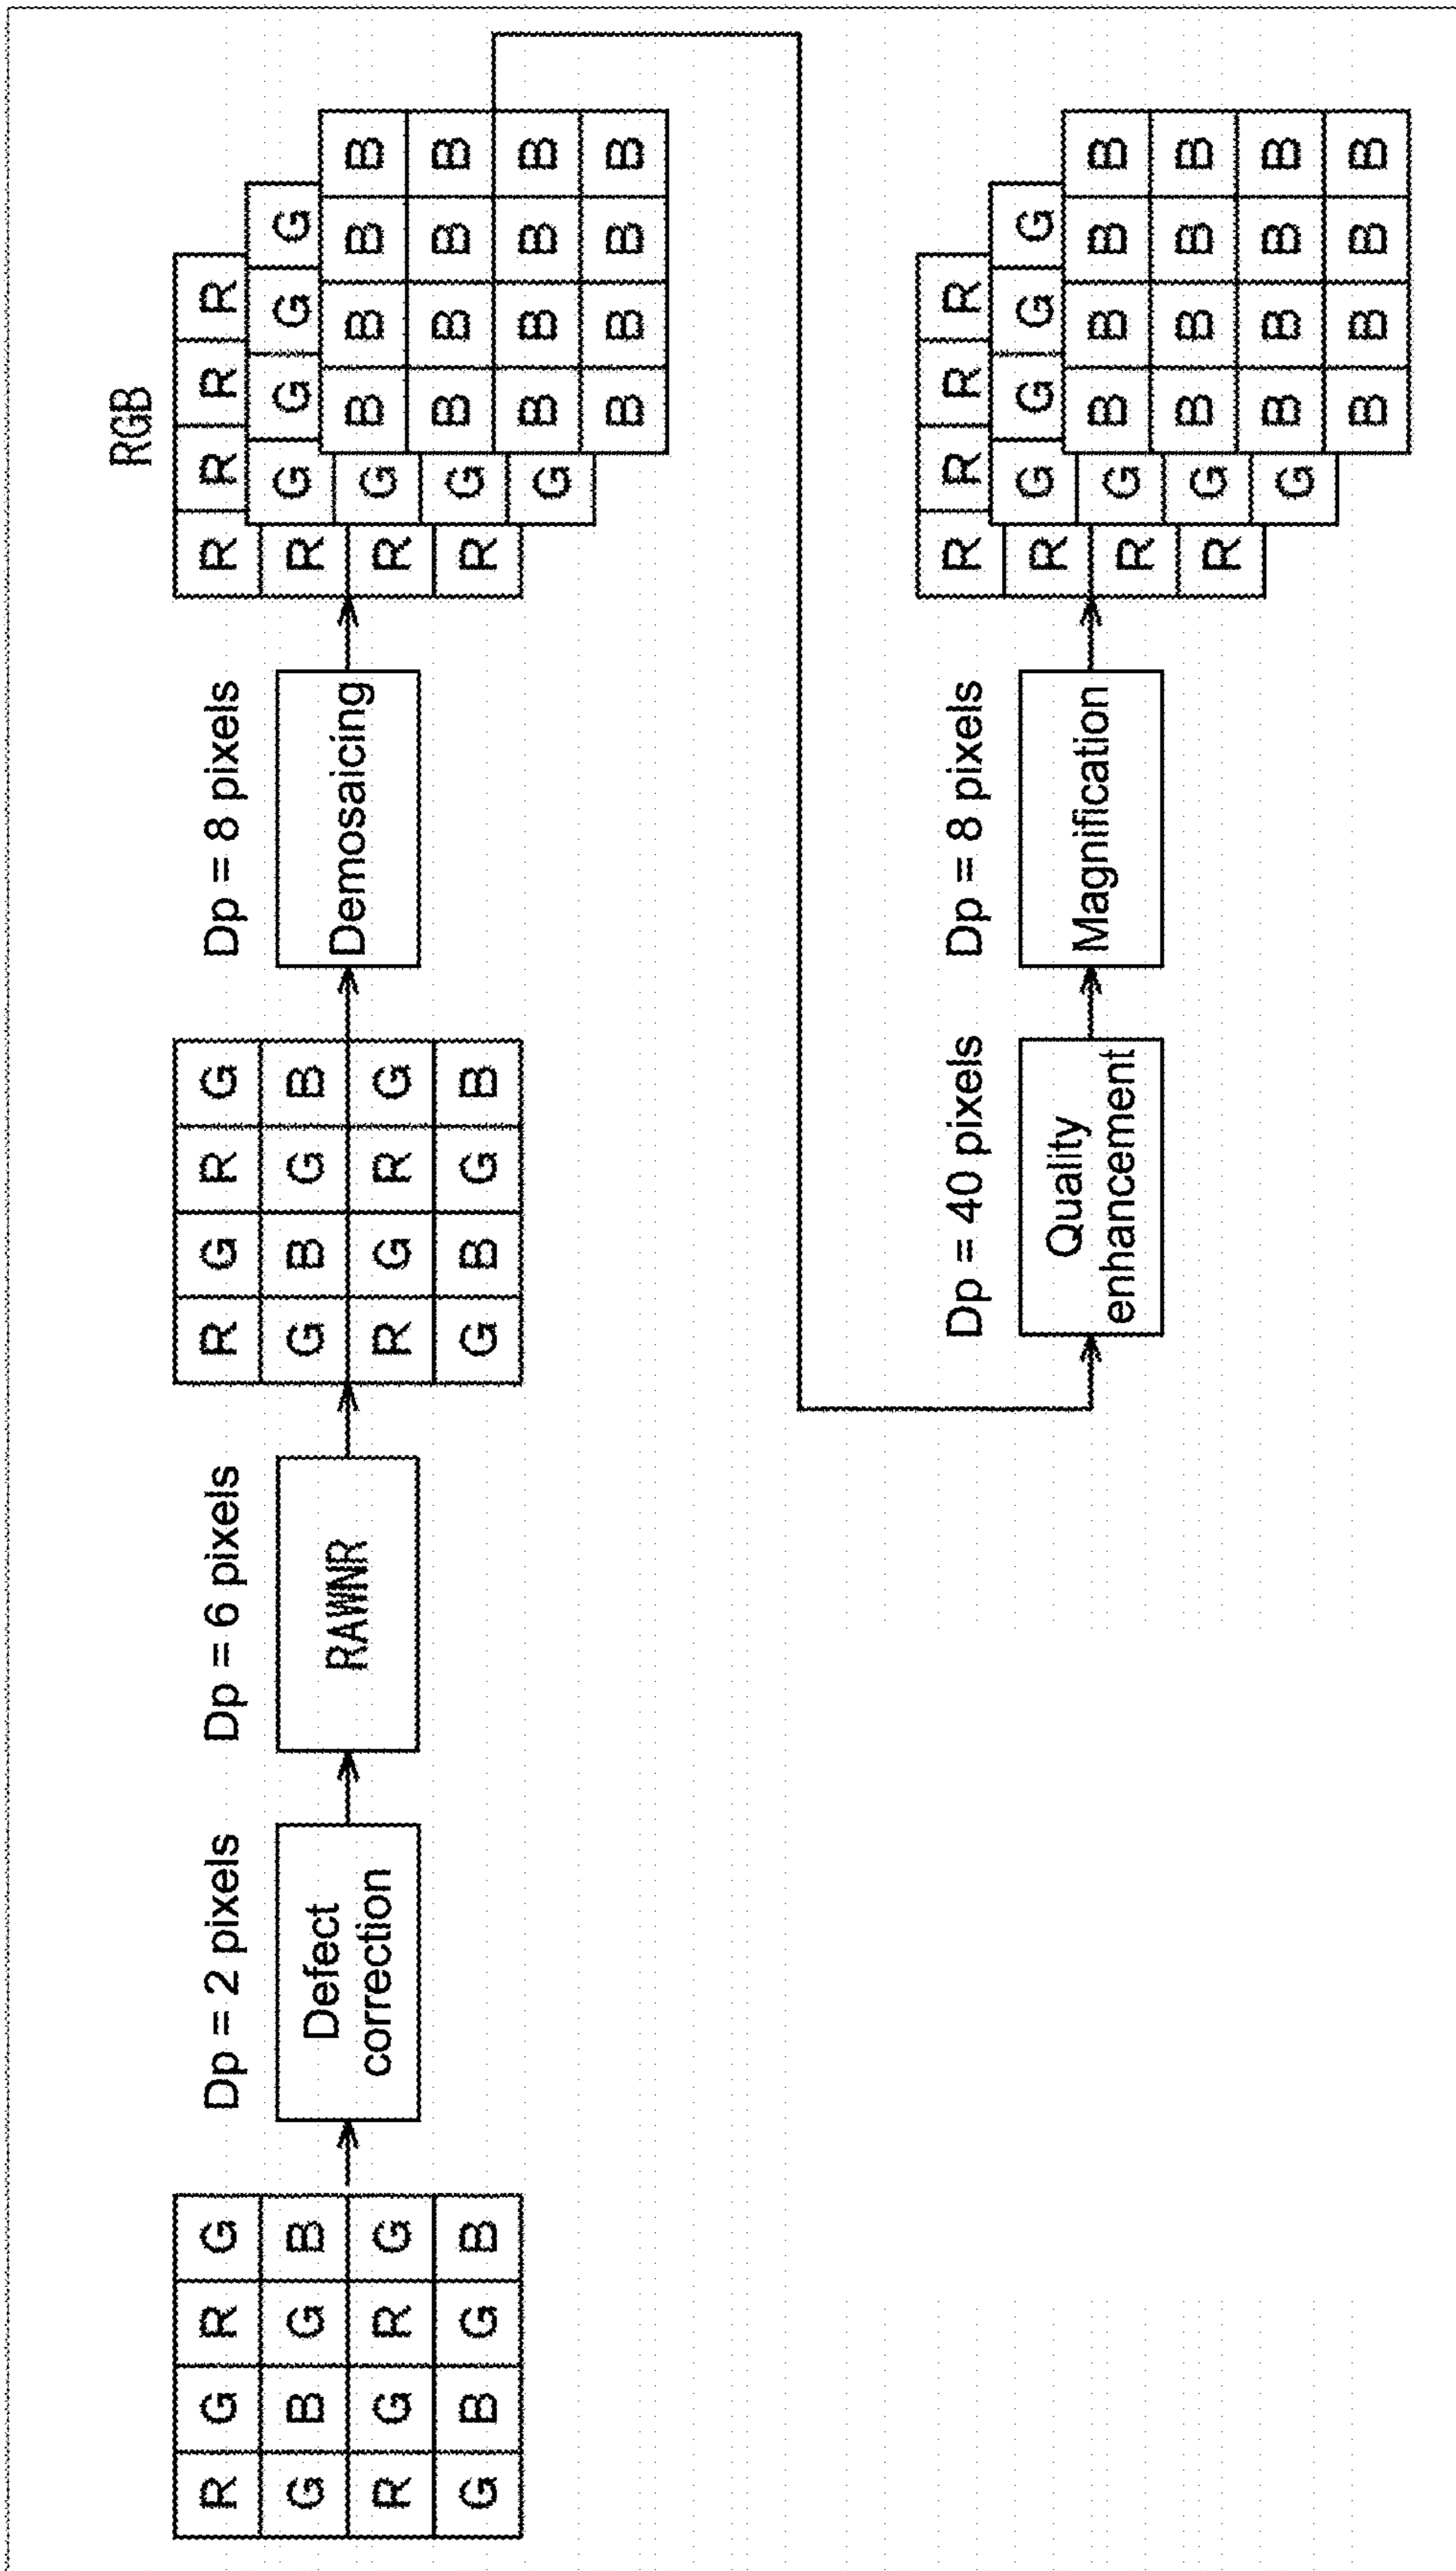 R G R G
G B G B
R G R G
G B G B
Dp = 2 pixels
Defect
correction
Dp = 6 pixels
RAWNR
R G R G
G B G B
R G R G
G B G B
Dp = 8 pixels
Demosaicing
RGB
R R R R
R
R
R
G G G G
G
G
G
B B B B
B B B B
B B B B
B B B B
Dp = 40 pixels
Quality
enhancement
Dp = 8 pixels
Magnification
R R R R
R
R
R
G G G G
G
G
G
B B B B
B B B B
B B B B
B B B B